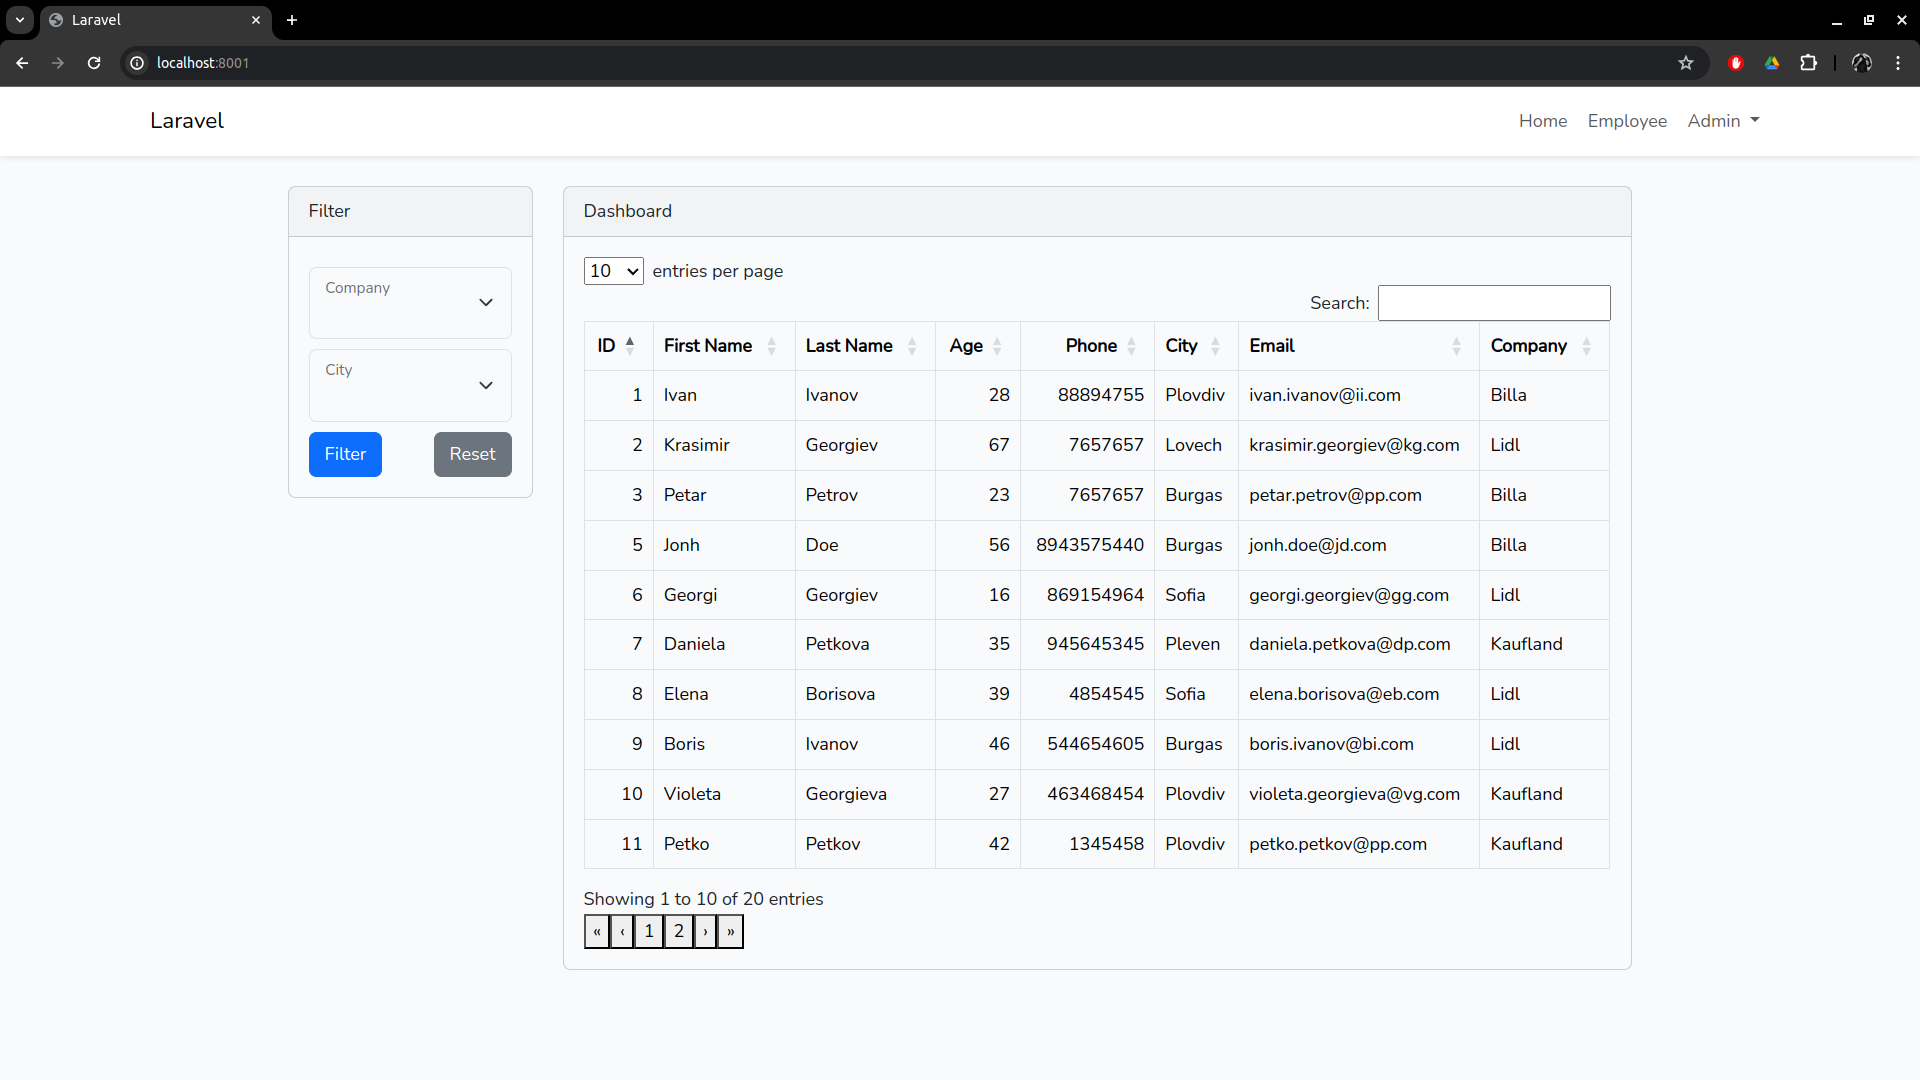 Laravel
localhost:8001
Laravel Home Employee Admin
Filter
Company
City
Filter Reset
Dashboard
10 entries per page
Search:
ID First Name Last Name Age Phone City Email Company
1 Ivan Ivanov 28 88894755 Plovdiv ivan.ivanov@ii.com Billa
2 Krasimir Georgiev 67 7657657 Lovech krasimir.georgiev@kg.com Lidl
3 Petar Petrov 23 7657657 Burgas petar.petrov@pp.com Billa
5 Jonh Doe 56 8943575440 Burgas jonh.doe@jd.com Billa
6 Georgi Georgiev 16 869154964 Sofia georgi.georgiev@gg.com Lidl
7 Daniela Petkova 35 945645345 Pleven daniela.petkova@dp.com Kaufland
8 Elena Borisova 39 4854545 Sofia elena.borisova@eb.com Lidl
9 Boris Ivanov 46 544654605 Burgas boris.ivanov@bi.com Lidl
10 Violeta Georgieva 27 463468454 Plovdiv violeta.georgieva@vg.com Kaufland
11 Petko Petkov 42 1345458 Plovdiv petko.petkov@pp.com Kaufland
Showing 1 to 10 of 20 entries
« ‹ 1 2 › »